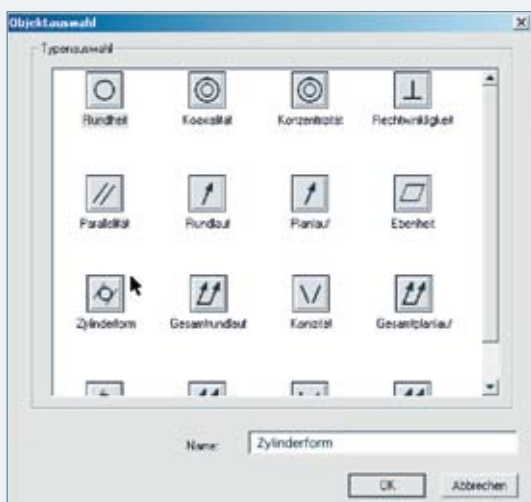 Objektauswahl
Typenauswahl
Rundheit Koaxialität Konzentrizität Rechtwinkligkeit
Parallelität Rundlauf Planlauf Ebenheit
Zylinderform Gesamtrundlauf Konizität Gesamtplanlauf
Name: Zylinderform
OK Abbrechen